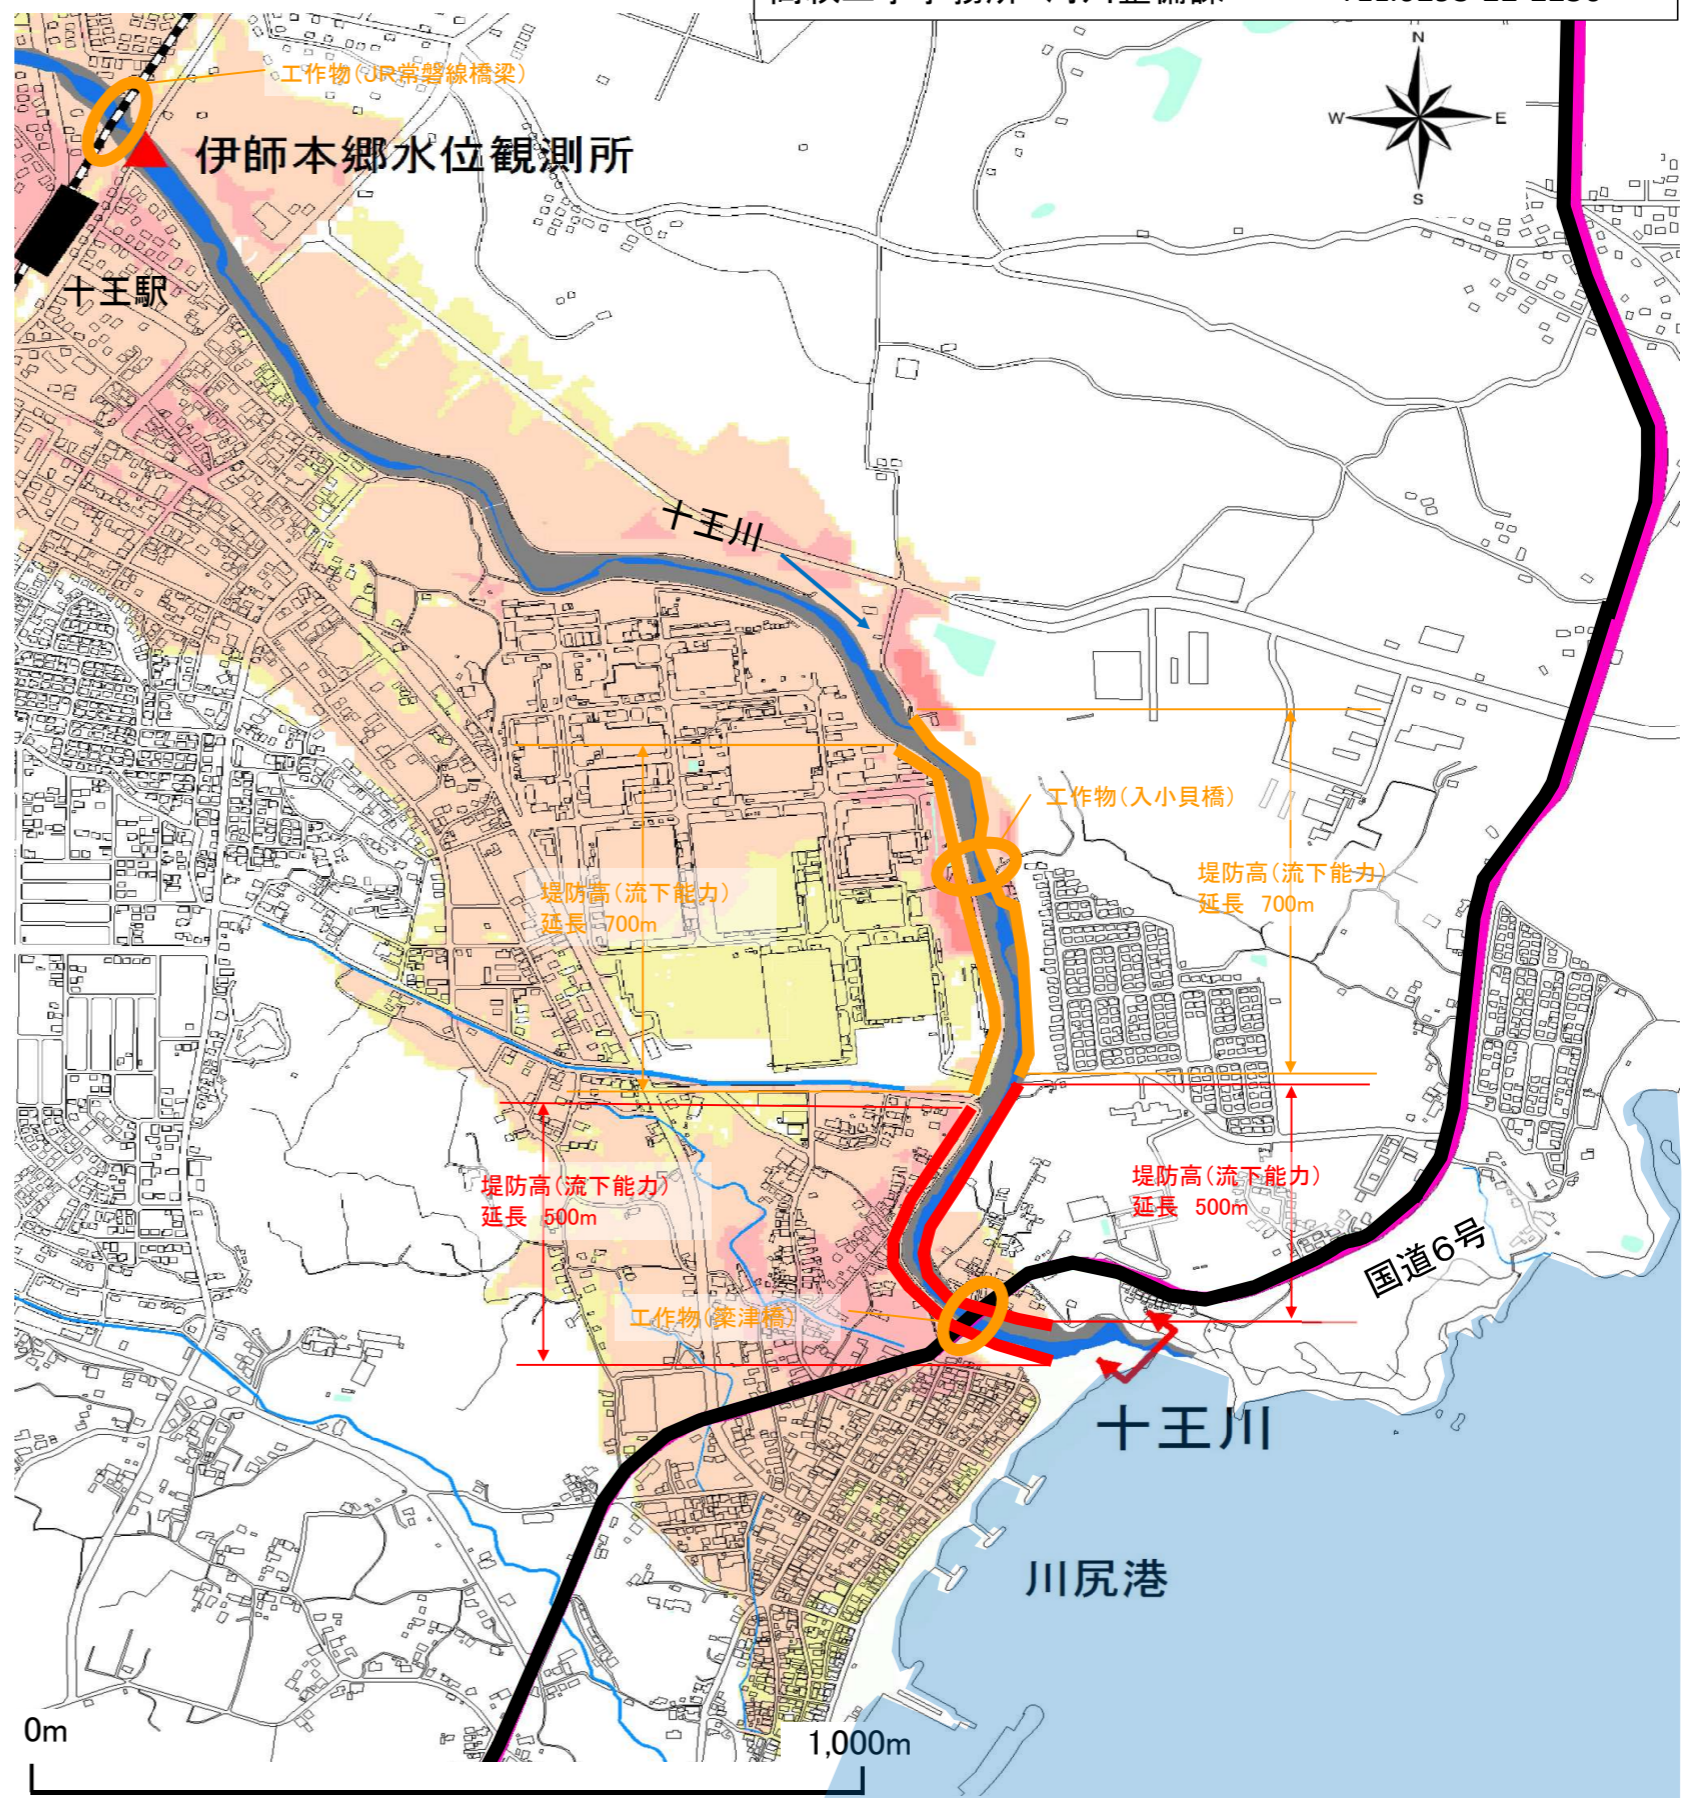 N
W
E
S
工作物(JR常磐線橋梁)
伊師本郷水位観測所
十王駅
十王川
工作物(入小貝橋)
堤防高(流下能力)
延長 700m
堤防高(流下能力)
延長 700m
堤防高(流下能力)
延長 500m
堤防高(流下能力)
延長 500m
国道6号
工作物(簗津橋)
十王川
川尻港
0m
1,000m